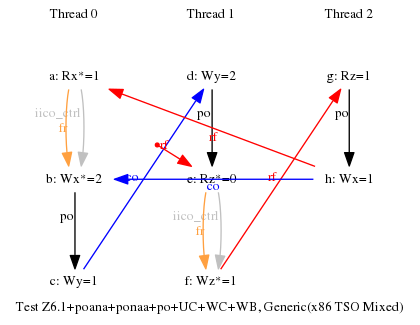 Thread 0 Thread 1 Thread 2
a: Rx*=1 d: Wy=2 g: Rz=1
iico_ctrl fr po rf po
rf
b: Wx*=2 co e: Rz*=0 co rf h: Wx=1
po iico_ctrl fr
c: Wy=1 f: Wz*=1
Test Z6.1+poana+ponaa+po+UC+WC+WB, Generic(x86 TSO Mixed)